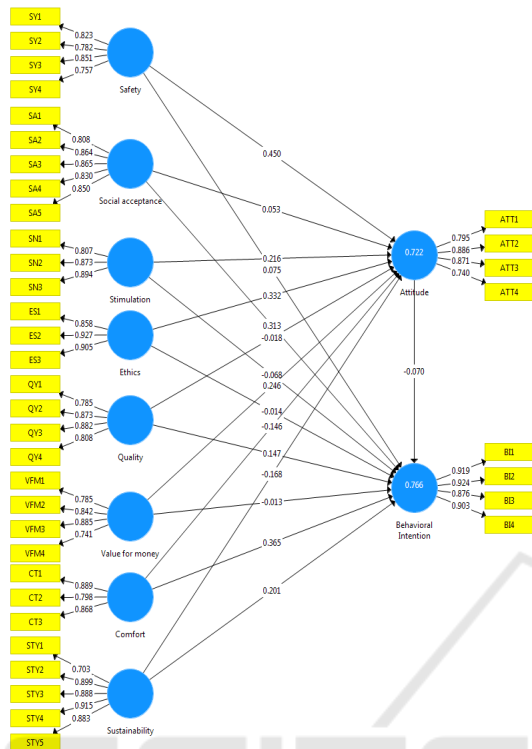 SY1
0.823
SY2
0.782
SY3
0.851
SY4
0.757
Safety
SA1
0.808
SA2
0.864
SA3
0.865
SA4
0.830
SA5
0.850
Social acceptance
SN1
0.807
SN2
0.873
SN3
0.894
Stimulation
ES1
0.858
ES2
0.927
ES3
0.905
Ethics
QY1
0.785
QY2
0.873
QY3
0.882
QY4
0.808
Quality
VFM1
0.785
VFM2
0.842
VFM3
0.885
VFM4
0.741
Value for money
CT1
0.889
CT2
0.798
CT3
0.868
Comfort
STY1
0.703
STY2
0.899
STY3
0.888
STY4
0.915
STY5
0.883
Sustainability
0.450
0.053
0.216
0.075
0.332
0.313
-0.018
-0.068
0.246
-0.014
-0.146
0.147
-0.168
-0.013
0.365
0.201
0.722
Attitude
0.795
ATT1
0.886
ATT2
0.871
ATT3
0.740
ATT4
-0.070
0.766
Behavioral
Intention
0.919
BI1
0.924
BI2
0.876
BI3
0.903
BI4